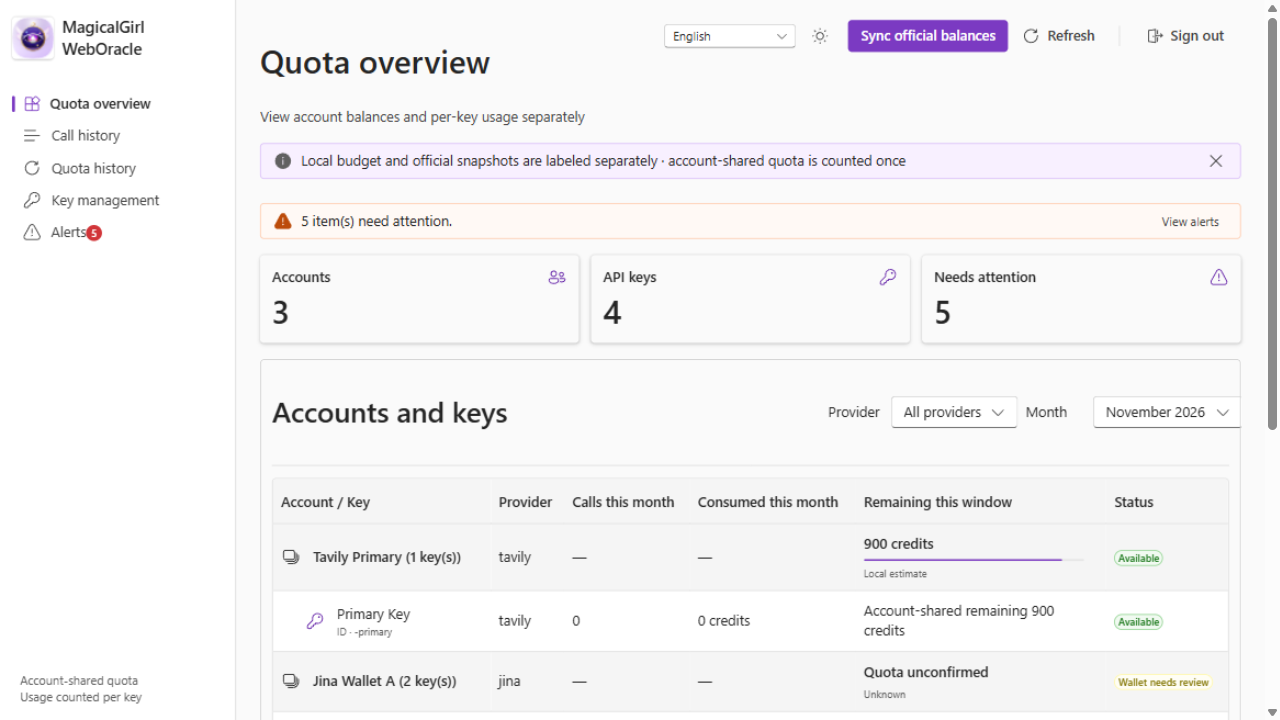 MagicalGirl
WebOracle
Quota overview
Call history
Quota history
Key management
Alerts 5
Account-shared quota
Usage counted per key
English
Sync official balances
Refresh
Sign out
Quota overview
View account balances and per-key usage separately
Local budget and official snapshots are labeled separately · account-shared quota is counted once
5 item(s) need attention.
View alerts
Accounts
3
API keys
4
Needs attention
5
Accounts and keys
Provider
All providers
Month
November 2026
Account / Key Provider Calls this month Consumed this month Remaining this window Status
Tavily Primary (1 key(s)) tavily — — 900 credits Available
Local estimate
Primary Key tavily 0 0 credits Account-shared remaining 900 credits Available
ID · -primary
Jina Wallet A (2 key(s)) jina — — Quota unconfirmed Wallet needs review
Unknown